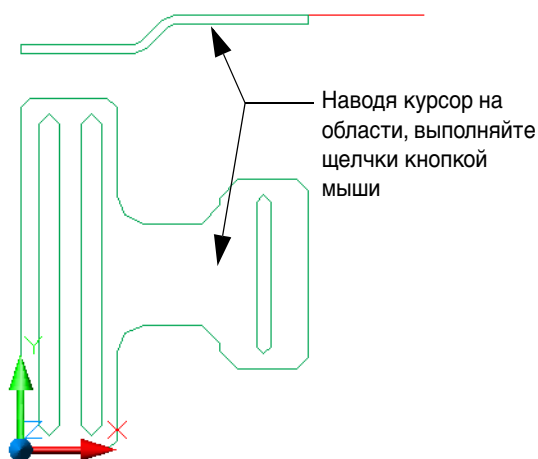 Наводя курсор на
области, выполняйте
щелчки кнопкой
мыши
Y
Z
X